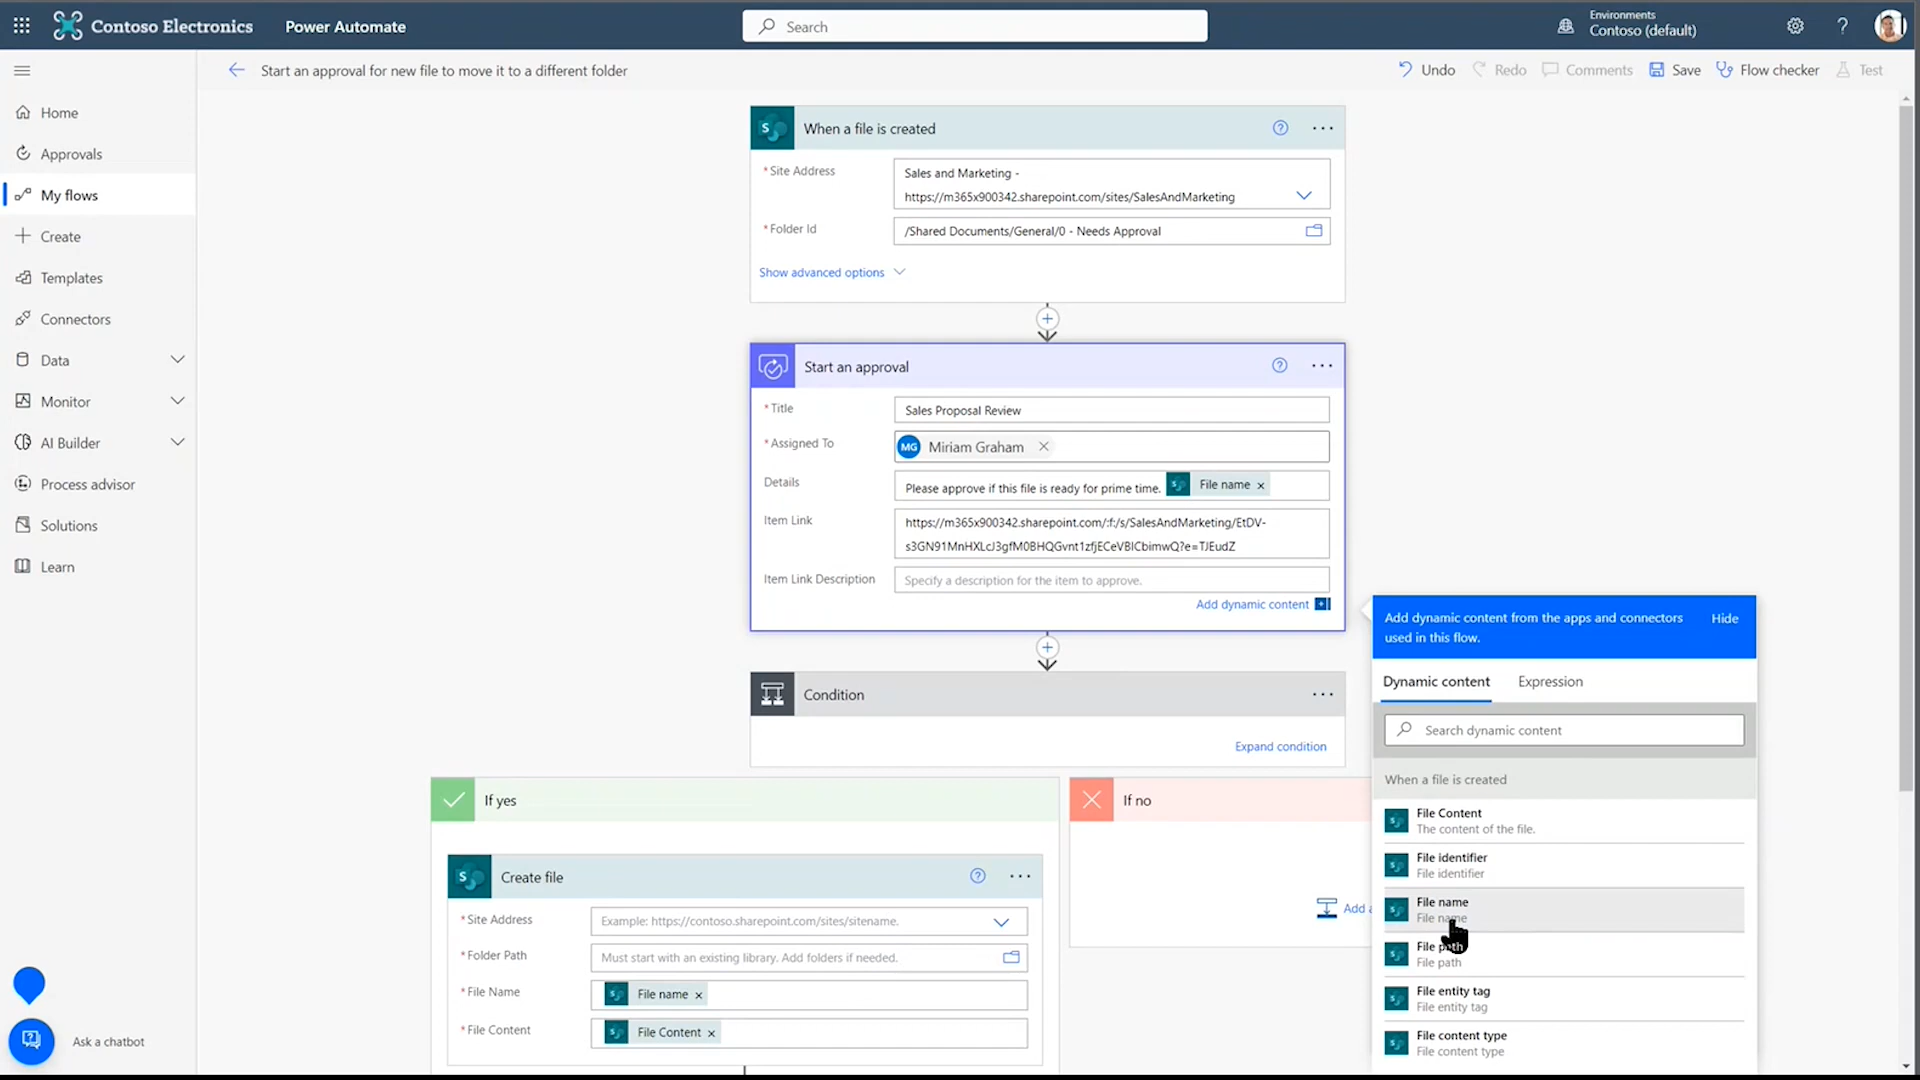 Contoso Electronics
Power Automate
Search
Environments
Contoso (default)
?
Start an approval for new file to move it to a different folder
Undo
Redo
Comments
Save
Flow checker
Test
Home
Approvals
My flows
Create
Templates
Connectors
Data
Monitor
AI Builder
Process advisor
Solutions
Learn
Ask a chatbot
When a file is created
* Site Address
Sales and Marketing -
https://m365x900342.sharepoint.com/sites/SalesAndMarketing
* Folder Id
/Shared Documents/General/0 - Needs Approval
Show advanced options
Start an approval
* Title
Sales Proposal Review
* Assigned To
MG Miriam Graham
Details
Please approve if this file is ready for prime time. File name
Item Link
https://m365x900342.sharepoint.com/:f:/s/SalesAndMarketing/EtDV-
s3GN91MnHXLcJ3gfM0BHQGvnt1zfjECeVBICbimwQ?e=TJEudZ
Item Link Description
Specify a description for the item to approve.
Add dynamic content
Condition
Expand condition
If yes
Create file
* Site Address
Example: https://contoso.sharepoint.com/sites/sitename.
* Folder Path
Must start with an existing library. Add folders if needed.
* File Name
File name
* File Content
File Content
If no
Add a
Add dynamic content from the apps and connectors
used in this flow.
Hide
Dynamic content
Expression
Search dynamic content
When a file is created
File Content
The content of the file.
File identifier
File identifier
File name
File name
File path
File path
File entity tag
File entity tag
File content type
File content type